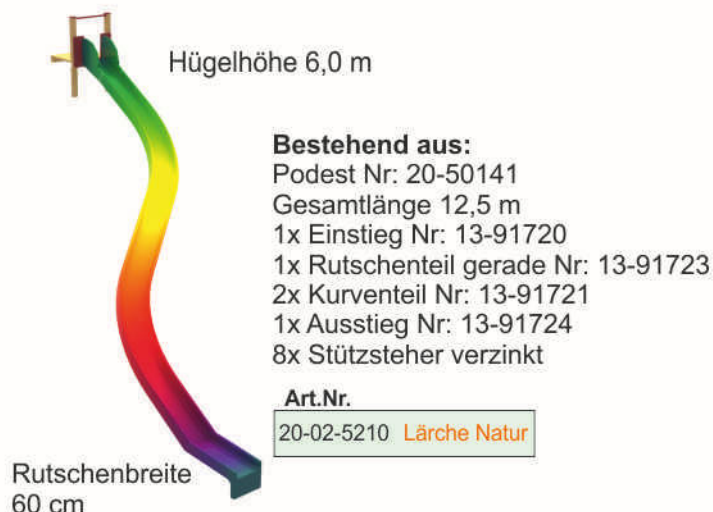 Hügelhöhe 6,0 m
Bestehend aus:
Podest Nr: 20-50141
Gesamtlänge 12,5 m
1x Einstieg Nr: 13-91720
1x Rutschenteil gerade Nr: 13-91723
2x Kurventeil Nr: 13-91721
1x Ausstieg Nr: 13-91724
8x Stützsteher verzinkt
Art.Nr.
20-02-5210 Lärche Natur
Rutschenbreite
60 cm